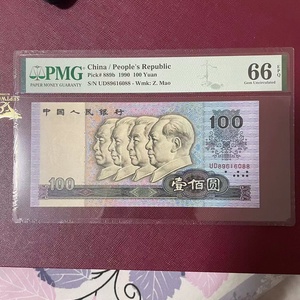 PMG
PAPER MONEY GUARANTY
China / People's Republic
Pick# 889b 1990 100 Yuan
S/N UD89616088 - Wmk: Z. Mao
66 EPQ
Gem Uncirculated
中国人民银行
100
UD89616088
100
壹佰圆